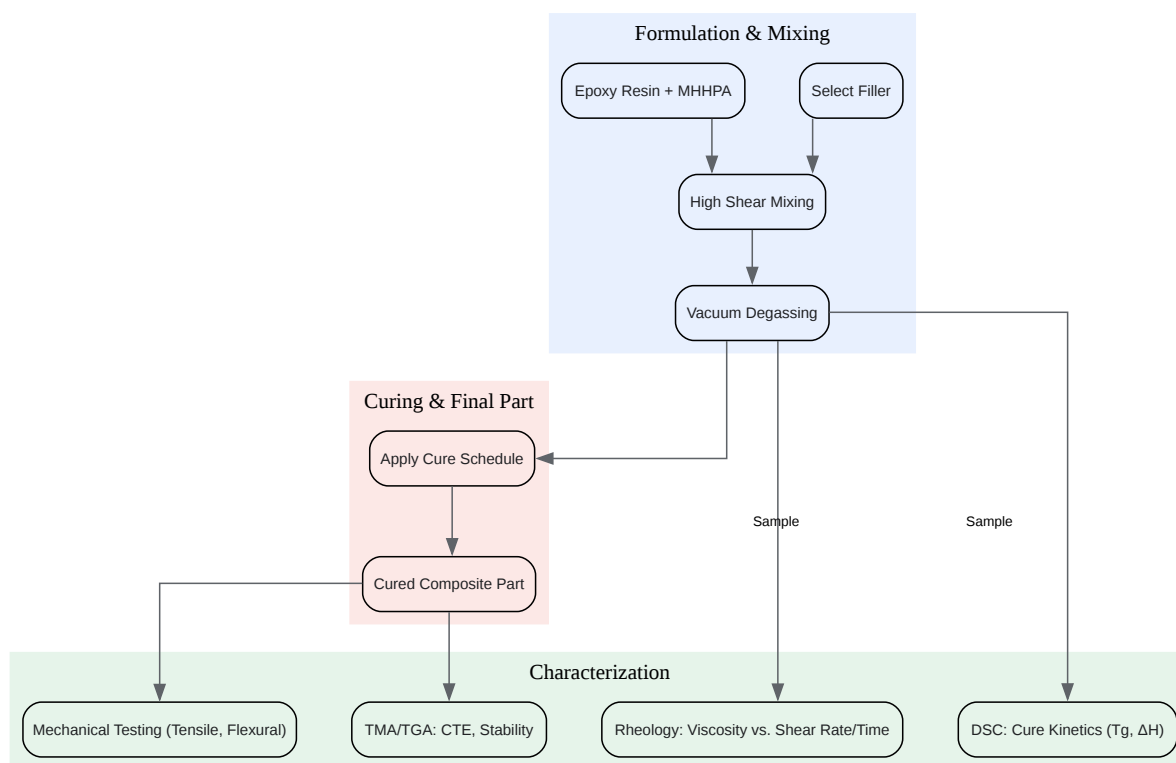 Formulation & Mixing
Epoxy Resin + MHHPA
Select Filler
High Shear Mixing
Vacuum Degassing
Curing & Final Part
Apply Cure Schedule
Sample
Sample
Cured Composite Part
Characterization
Mechanical Testing (Tensile, Flexural)
TMA/TGA: CTE, Stability
Rheology: Viscosity vs. Shear Rate/Time
DSC: Cure Kinetics (Tg, ΔH)